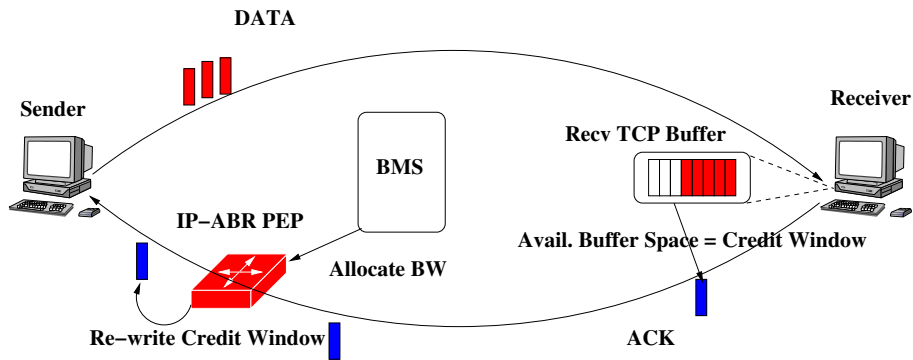 DATA
Sender
Receiver
Recv TCP Buffer
BMS
IP-ABR PEP
Avail. Buffer Space = Credit Window
Allocate BW
Re-write Credit Window
ACK